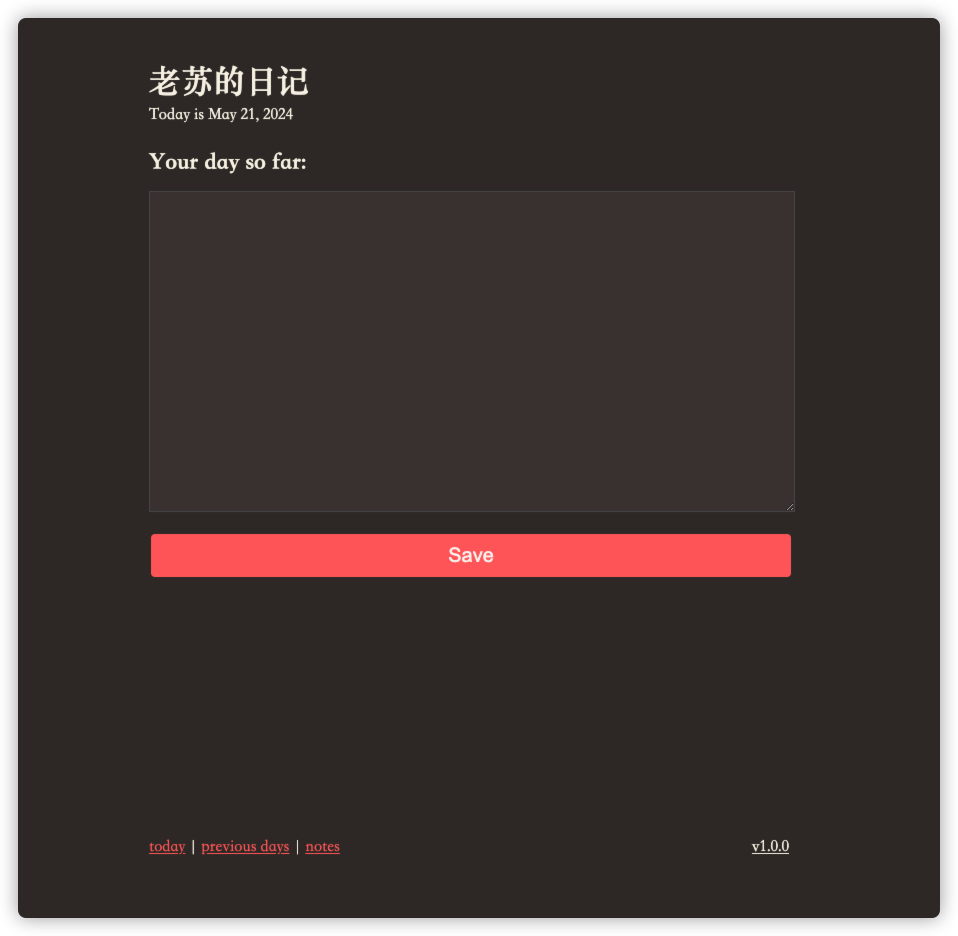 老苏的日记
Today is May 21, 2024
Your day so far:
Save
today | previous days | notes
v1.0.0